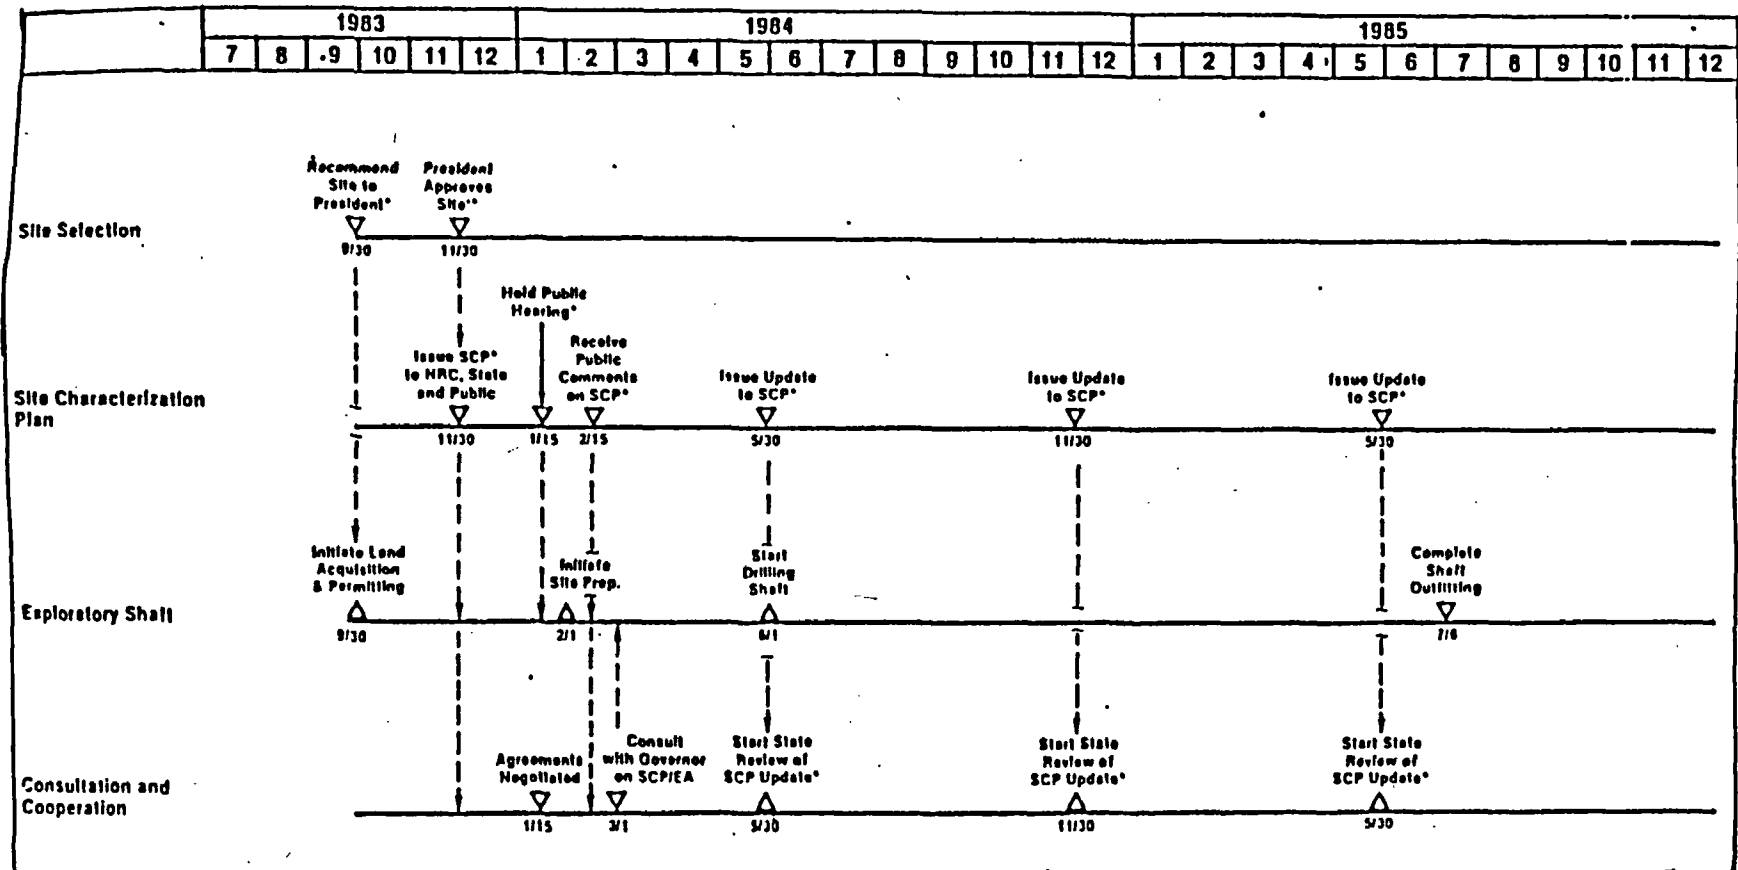 1983 1984 1985
7 8 9 10 11 12 1 2 3 4 5 6 7 8 9 10 11 12 1 2 3 4 5 6 7 8 9 10 11 12
Recommend
Site to
President*
President
Approves
Site**
Site Selection
9/30 11/30
Hold Public
Hearing*
Issue SCP*
to NRC, State
and Public
Receive
Public
Comments
on SCP*
Issue Update
to SCP*
Issue Update
to SCP*
Issue Update
to SCP*
Site Characterization
Plan
11/30 1/15 2/15 5/30 11/30 5/30
Initiate Land
Acquisition
& Permitting
Initiate
Site Prep.
Start
Drilling
Shaft
Complete
Shaft
Outfitting
Exploratory Shaft
9/30 2/1 6/1 7/6
Agreements
Negotiated
Consult
with Governor
on SCP/EA
Start State
Review of
SCP Update*
Start State
Review of
SCP Update*
Start State
Review of
SCP Update*
Consultation and
Cooperation
1/15 3/1 5/30 11/30 5/30